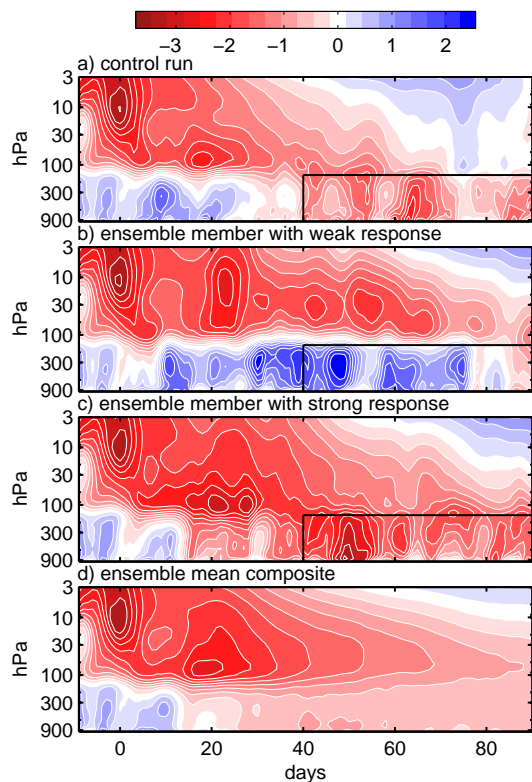 −3 −2 −1 0 1 2
a) control run
3
10
30
100
300
900
hPa
b) ensemble member with weak response
3
10
30
100
300
900
hPa
c) ensemble member with strong response
3
10
30
100
300
900
hPa
d) ensemble mean composite
3
10
30
100
300
900
hPa
0 20 40 60 80
days